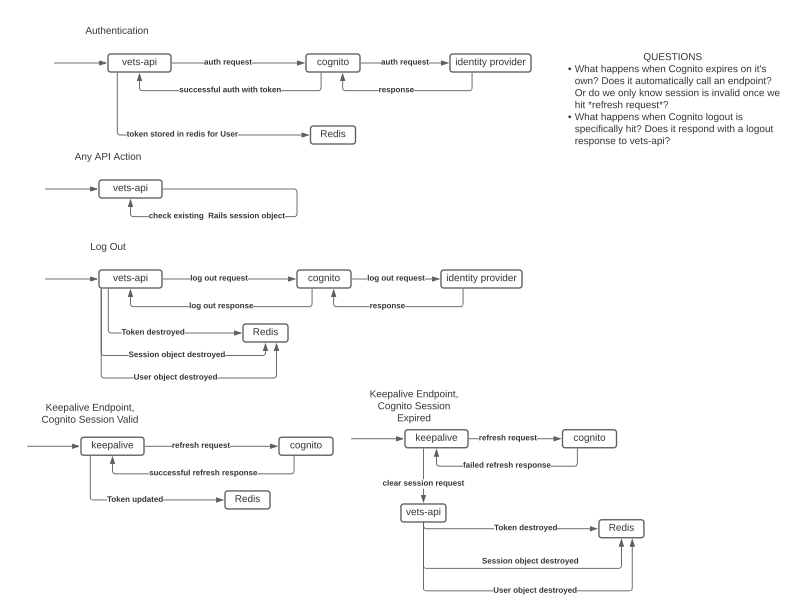 Authentication
vets-api
auth request
cognito
auth request
identity provider
successful auth with token
response
token stored in redis for User
Redis
QUESTIONS
• What happens when Cognito expires on it's
own? Does it automatically call an endpoint?
Or do we only know session is invalid once we
hit *refresh request*?
• What happens when Cognito logout is
specifically hit? Does it respond with a logout
response to vets-api?
Any API Action
vets-api
check existing Rails session object
Log Out
vets-api
log out request
cognito
log out request
identity provider
log out response
response
Token destroyed
Redis
Session object destroyed
User object destroyed
Keepalive Endpoint,
Cognito Session Valid
keepalive
refresh request
cognito
successful refresh response
Token updated
Redis
Keepalive Endpoint,
Cognito Session
Expired
keepalive
refresh request
cognito
failed refresh response
clear session request
vets-api
Token destroyed
Redis
Session object destroyed
User object destroyed